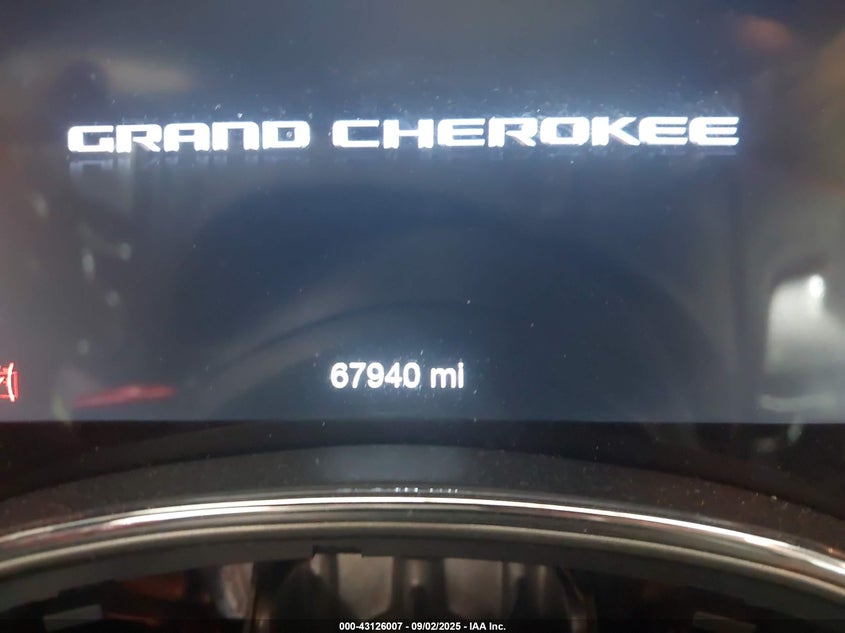 GRAND CHEROKEE
67940 mi
000-43126007 - 09/02/2025 - IAA Inc.